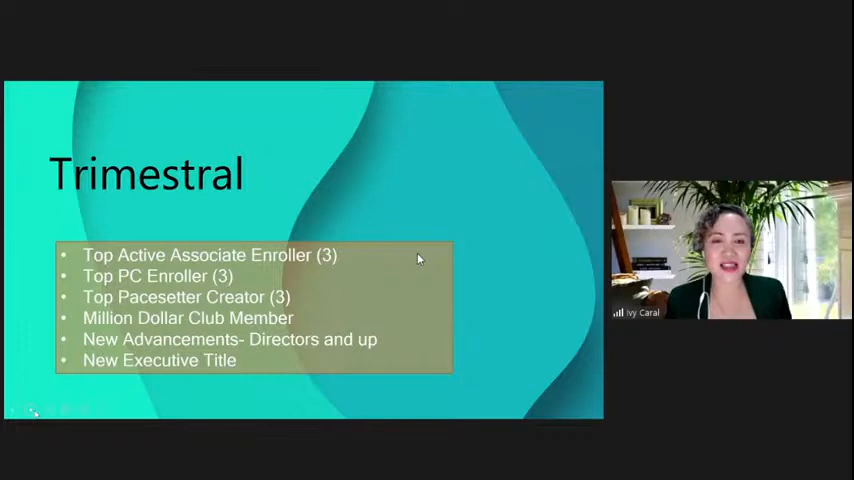 Trimestral
• Top Active Associate Enroller (3)
• Top PC Enroller (3)
• Top Pacesetter Creator (3)
• Million Dollar Club Member
• New Advancements- Directors and up
• New Executive Title
Ivy Caral